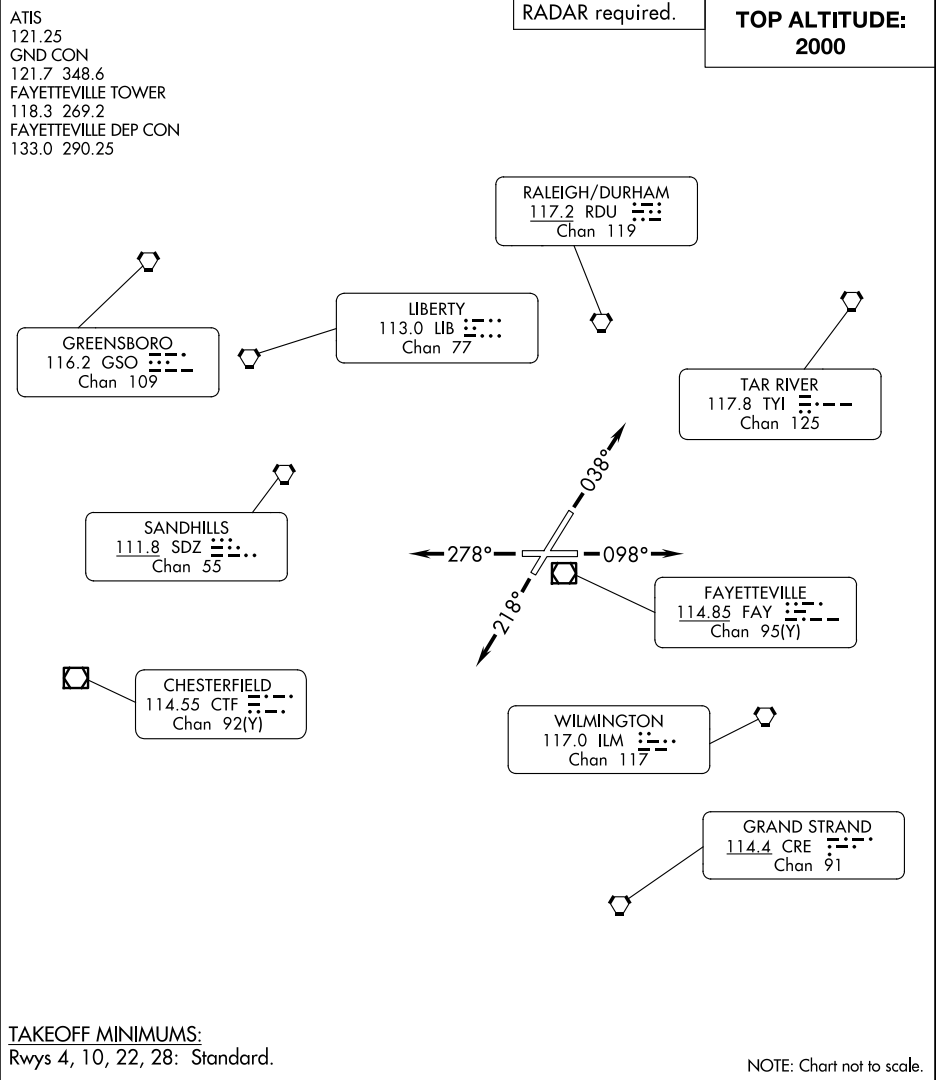 ATIS
121.25
GND CON
121.7 348.6
FAYETTEVILLE TOWER
118.3 269.2
FAYETTEVILLE DEP CON
133.0 290.25
RADAR required.
TOP ALTITUDE:
2000
RALEIGH/DURHAM
117.2 RDU
Chan 119
LIBERTY
113.0 LIB
Chan 77
GREENSBORO
116.2 GSO
Chan 109
TAR RIVER
117.8 TYI
Chan 125
038°
SANDHILLS
111.8 SDZ
Chan 55
278°
098°
218°
FAYETTEVILLE
114.85 FAY
Chan 95(Y)
CHESTERFIELD
114.55 CTF
Chan 92(Y)
WILMINGTON
117.0 ILM
Chan 117
GRAND STRAND
114.4 CRE
Chan 91
TAKEOFF MINIMUMS:
Rwys 4, 10, 22, 28: Standard.
NOTE: Chart not to scale.